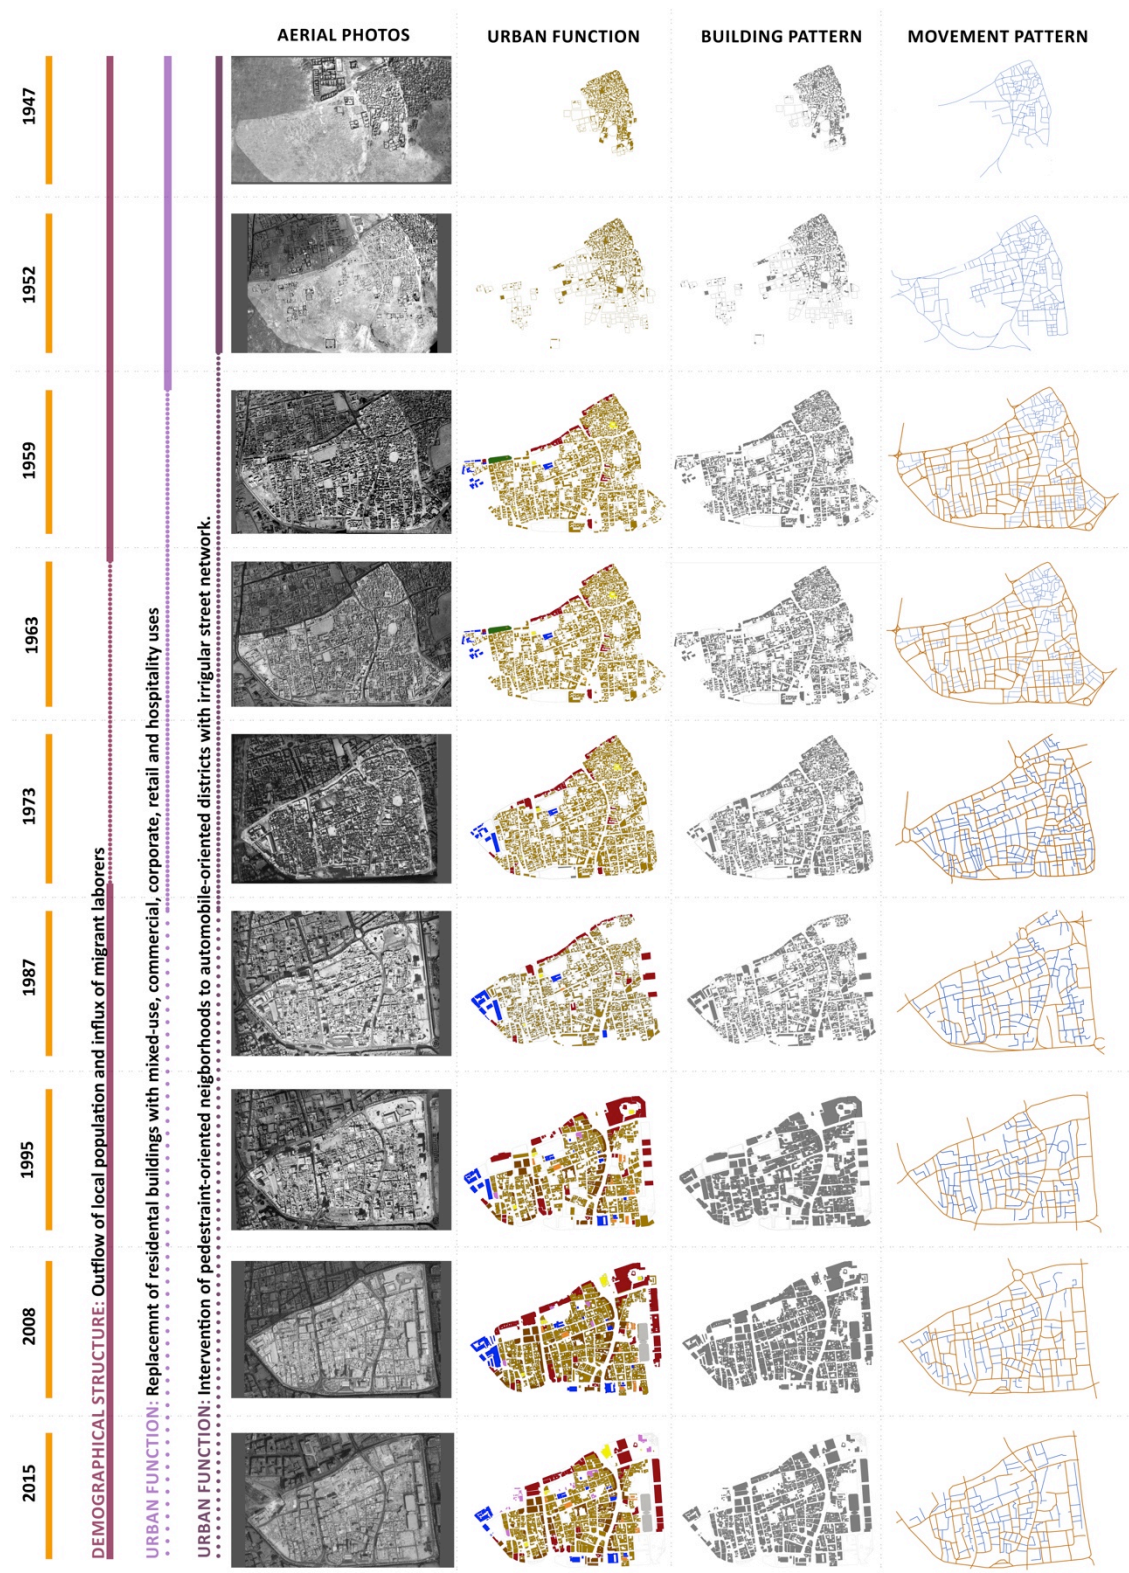 AERIAL PHOTOS
URBAN FUNCTION
BUILDING PATTERN
MOVEMENT PATTERN
1947
1952
1959
1963
1973
1987
1995
2008
2015
DEMOGRAPHICAL STRUCTURE: Outflow of local population and influx of migrant laborers
URBAN FUNCTION: Replacemnt of residental buildings with mixed-use, commercial, corporate, retail and hospitality uses
URBAN FUNCTION: Intervention of pedestraint-oriented neigborhoods to automobile-oriented districts with irrigular street network.